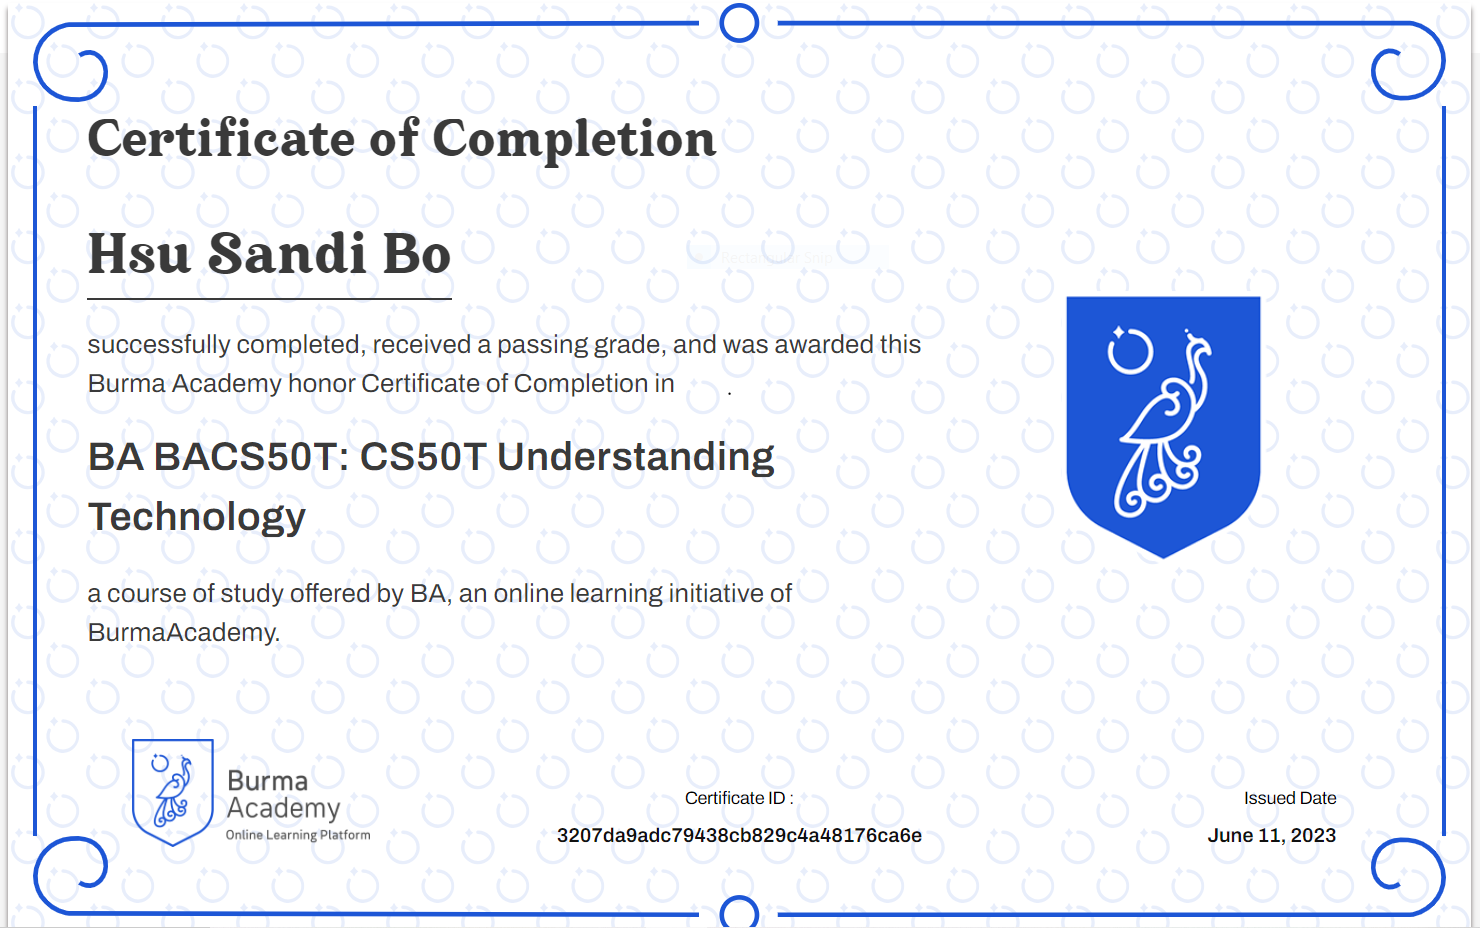 Certificate of Completion
Hsu Sandi Bo
Rectangular Snip
successfully completed, received a passing grade, and was awarded this
Burma Academy honor Certificate of Completion in .
BA BACS50T: CS50T Understanding
Technology
a course of study offered by BA, an online learning initiative of
BurmaAcademy.
Burma
Academy
Online Learning Platform
Certificate ID :
3207da9adc79438cb829c4a48176ca6e
Issued Date
June 11, 2023